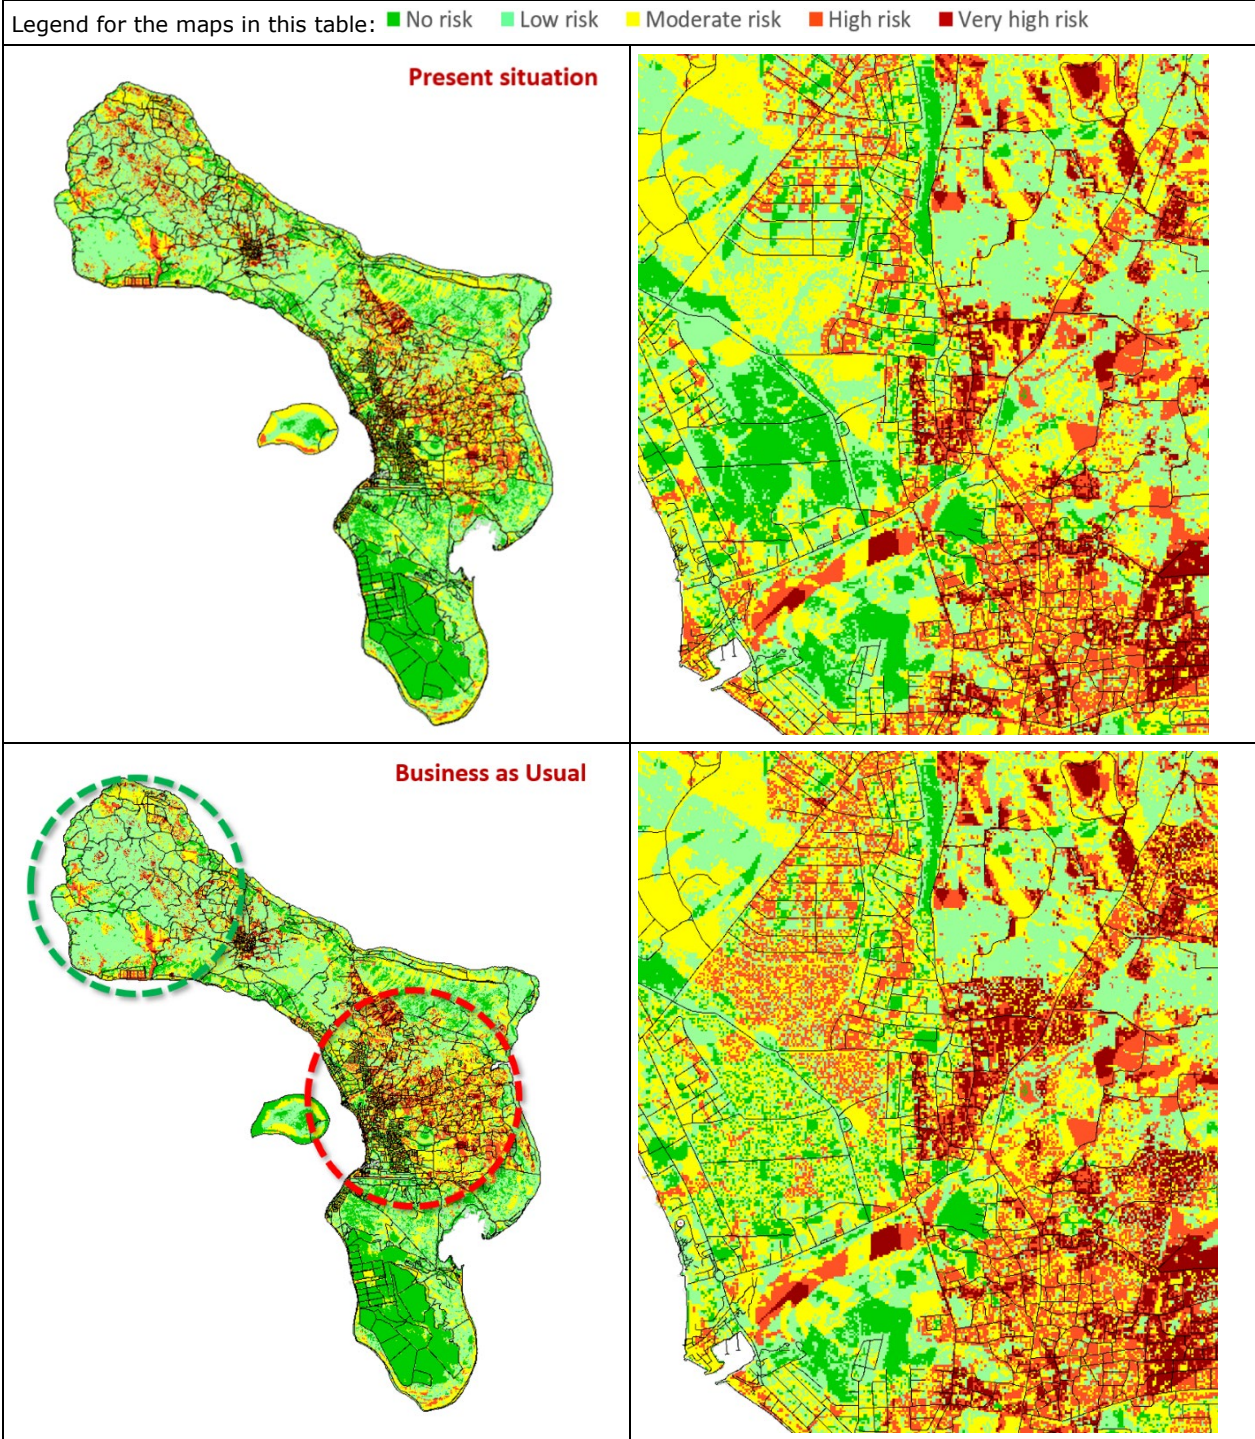 Legend for the maps in this table: No risk Low risk Moderate risk High risk Very high risk
Present situation
Business as Usual